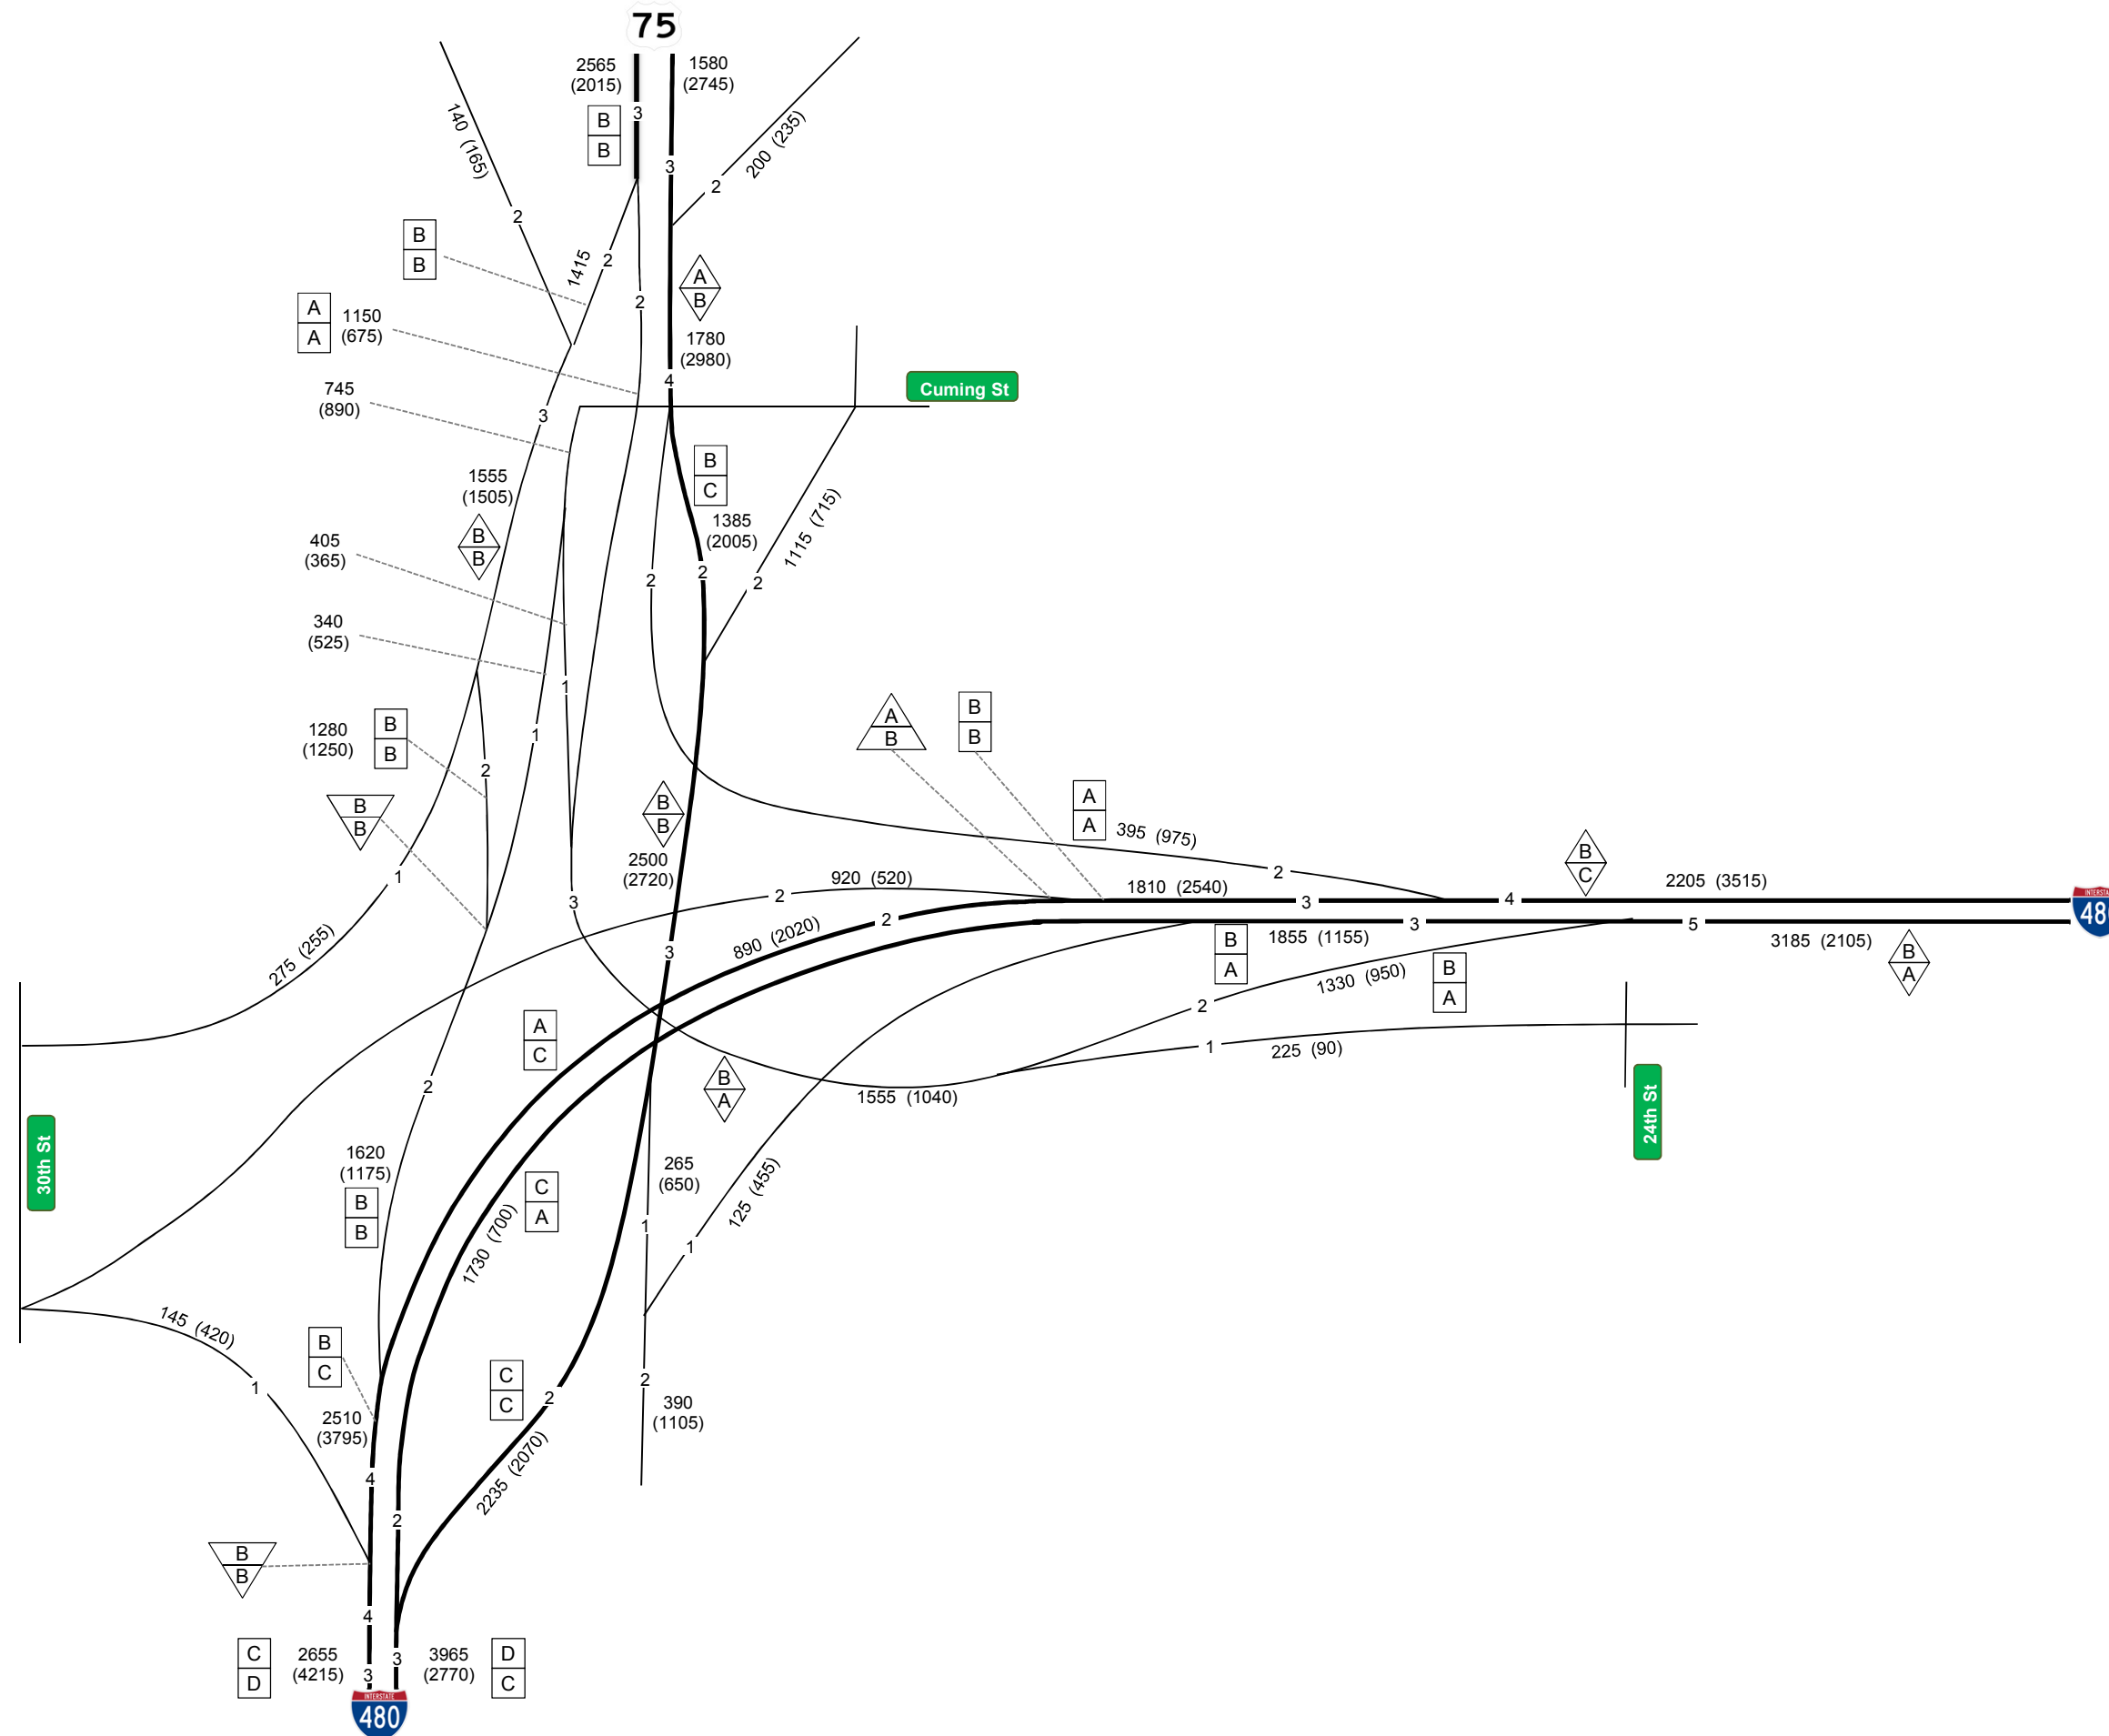 75
2565
(2015)
1580
(2745)
3
B
B
3
140 (165)
200 (235)
2
2
B
B
1415
2
A
B
2
A
A
1150
(675)
1780
(2980)
4
Cuming St
745
(890)
3
B
C
1555
(1505)
1385
(2005)
1115 (715)
B
B
405
(365)
2
2
2
340
(525)
1
1280
(1250)
B
B
1
2
A
B
B
B
B
B
B
B
A
A
395 (975)
2500
(2720)
B
C
2
1
920 (520)
2
1810 (2540)
2205 (3515)
3
3
4
INTERSTA
48
890 (2020)
2
3
5
275 (255)
3
B
A
1855 (1155)
3185 (2105)
B
A
1330 (950)
B
A
2
A
C
1
225 (90)
B
A
1555 (1040)
2
24th St
30th St
1620
(1175)
B
B
265
(650)
125 (455)
C
A
1730 (700)
1
1
145 (420)
B
C
1
C
C
2
2
390
(1105)
2510
(3795)
4
2235 (2070)
2
B
B
4
C
D
2655
(4215)
3
3
3965
(2770)
D
C
INTERSTATE
480